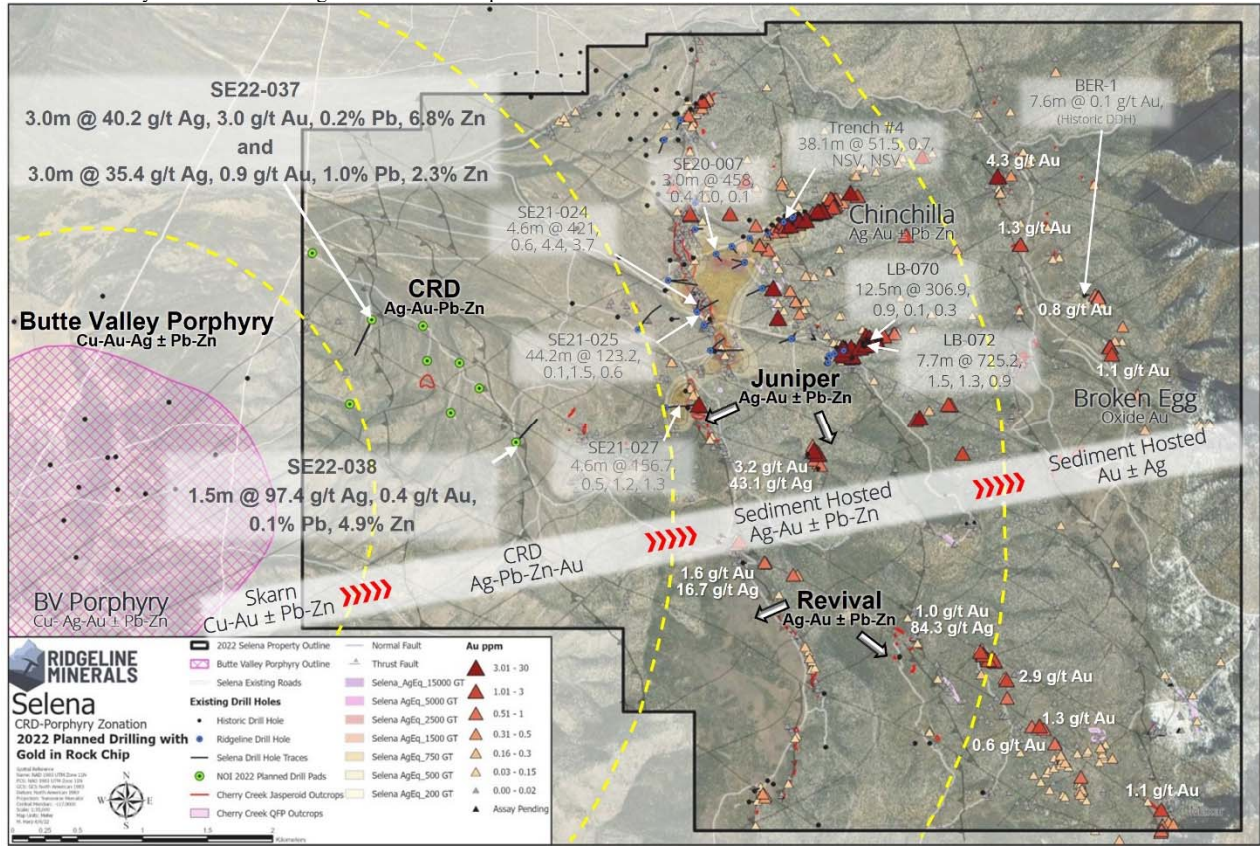 SE22-037
3.0m @ 40.2 g/t Ag, 3.0 g/t Au, 0.2% Pb, 6.8% Zn
and
3.0m @ 35.4 g/t Ag, 0.9 g/t Au, 1.0% Pb, 2.3% Zn
BER-1
7.6m @ 0.1 g/t Au,
(Historic DDH)
Trench #4
38.1m @ 51.5, 0.7,
NSV, NSV
SE20-007
3.0m @ 458,
0.4, 1.0, 0.1
4.3 g/t Au
SE21-024
4.6m @ 421,
0.6, 4.4, 3.7
Chinchilla
Ag-Au ± Pb-Zn
1.3 g/t Au
LB-070
12.5m @ 306.9,
0.9, 0.1, 0.3
CRD
Ag-Au-Pb-Zn
0.8 g/t Au
Butte Valley Porphyry
Cu-Au-Ag ± Pb-Zn
SE21-025
44.2m @ 123.2,
0.1,1.5, 0.6
LB-072
7.7m @ 725.2,
1.5, 1.3, 0.9
1.1 g/t Au
Juniper
Ag-Au ± Pb-Zn
Broken Egg
Oxide Au
SE21-027
4.6m @ 156.7
0.5, 1.2, 1.3
3.2 g/t Au
43.1 g/t Ag
SE22-038
1.5m @ 97.4 g/t Ag, 0.4 g/t Au,
0.1% Pb, 4.9% Zn
Sediment Hosted
Au ± Ag
Sediment Hosted
Ag-Au ± Pb-Zn
CRD
Ag-Pb-Zn-Au
Skarn
Cu-Au ± Pb-Zn
BV Porphyry
Cu- Ag-Au ± Pb-Zn
1.6 g/t Au
16.7 g/t Ag
Revival
Ag-Au ± Pb-Zn
1.0 g/t Au
84.3 g/t Ag
2.9 g/t Au
1.3 g/t Au
0.6 g/t Au
1.1 g/t Au
RIDGELINE
MINERALS
Selena
CRD-Porphyry Zonation
2022 Planned Drilling with
Gold in Rock Chip
N
W
E
S
0 0.25 0.5 1 1.5 2
Kilometers
2022 Selena Property Outline
Butte Valley Porphyry Outline
Selena Existing Roads
Existing Drill Holes
Historic Drill Hole
Ridgeline Drill Hole
Selena Drill Hole Traces
NOI 2022 Planned Drill Pads
Cherry Creek Jasperoid Outcrops
Cherry Creek QFP Outcrops
Normal Fault
Thrust Fault
Selena_AgEq_15000 GT
Selena AgEq_5000 GT
Selena AgEq_2500 GT
Selena AgEq_1500 GT
Selena AgEq_750 GT
Selena AgEq_500 GT
Selena AgEq_200 GT
Au ppm
3.01 - 30
1.01 - 3
0.51 - 1
0.31 - 0.5
0.16 - 0.3
0.03 - 0.15
0.00 - 0.02
Assay Pending